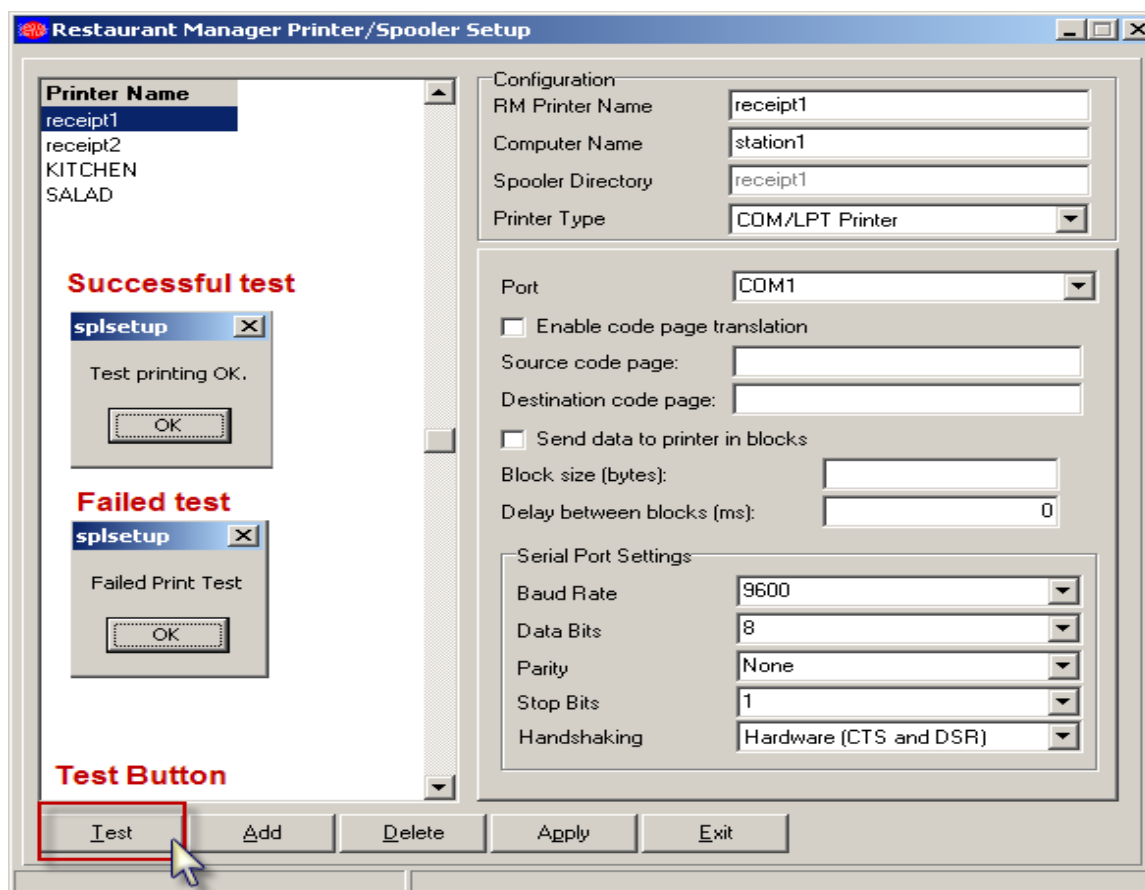 Restaurant Manager Printer/Spooler Setup
Printer Name
receipt1
receipt2
KITCHEN
SALAD
Successful test
splsetup
Test printing OK.
OK
Failed test
splsetup
Failed Print Test
OK
Test Button
Configuration
RM Printer Name receipt1
Computer Name station1
Spooler Directory receipt1
Printer Type COM/LPT Printer
Port COM1
Enable code page translation
Source code page:
Destination code page:
Send data to printer in blocks
Block size (bytes):
Delay between blocks (ms): 0
Serial Port Settings
Baud Rate 9600
Data Bits 8
Parity None
Stop Bits 1
Handshaking Hardware (CTS and DSR)
Test Add Delete Apply Exit